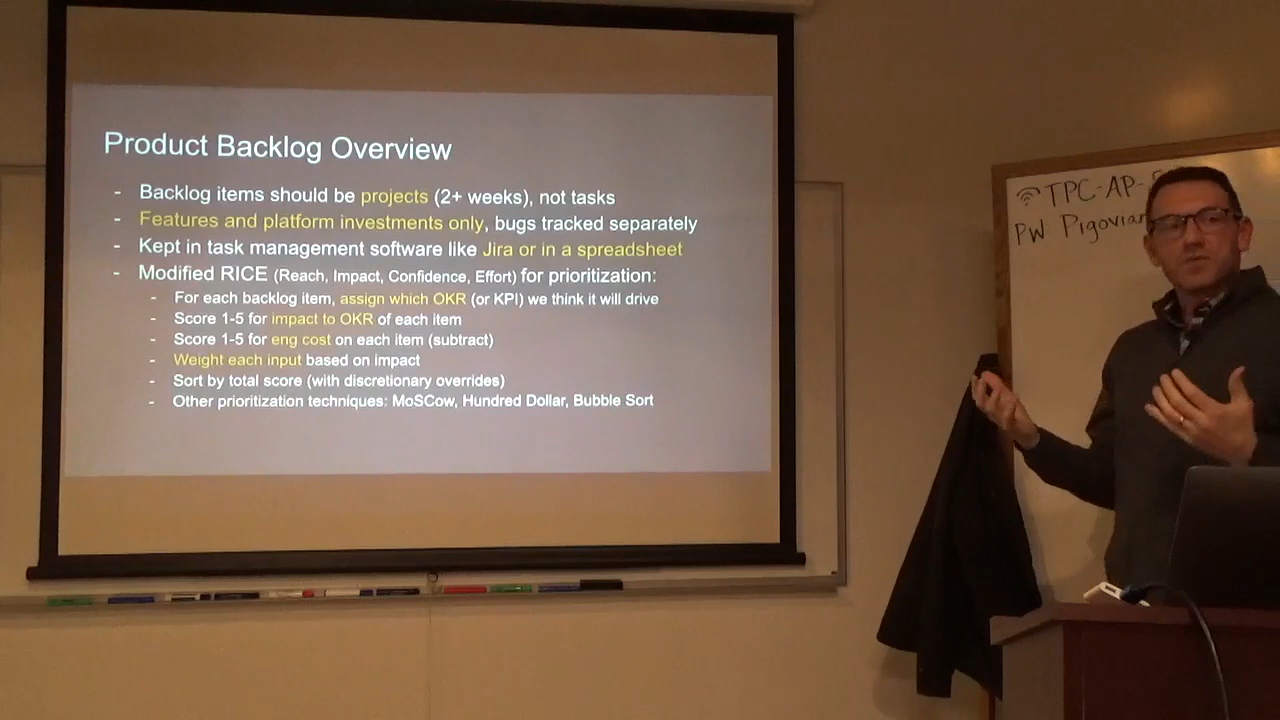 Product Backlog Overview
- Backlog items should be projects (2+ weeks), not tasks
- Features and platform investments only, bugs tracked separately
- Kept in task management software like Jira or in a spreadsheet
- Modified RICE (Reach, Impact, Confidence, Effort) for prioritization:
- For each backlog item, assign which OKR (or KPI) we think it will drive
- Score 1-5 for impact to OKR of each item
- Score 1-5 for eng cost on each item (subtract)
- Weight each input based on impact
- Sort by total score (with discretionary overrides)
- Other prioritization techniques: MoSCow, Hundred Dollar, Bubble Sort
TPC-AP-
PW Pigovian